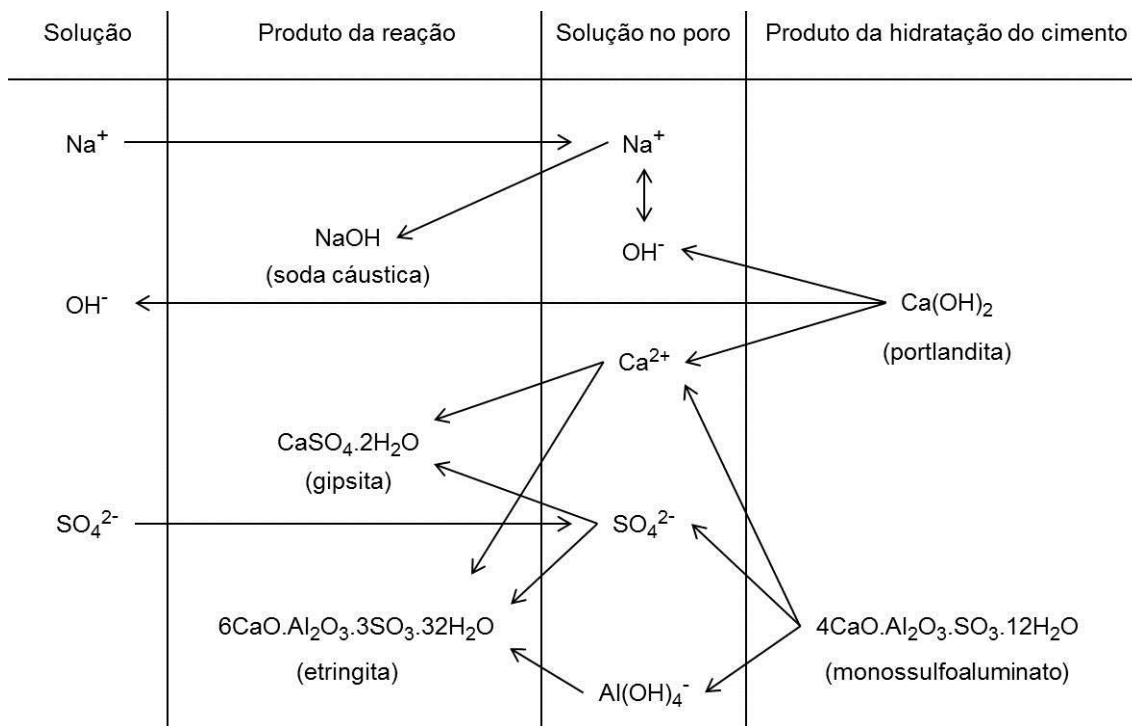 Solução Produto da reação Solução no poro Produto da hidratação do cimento
Na⁺ Na⁺
NaOH OH⁻
(soda cáustica)
OH⁻ Ca(OH)₂
Ca²⁺ (portlandita)
CaSO₄.2H₂O
(gipsita)
SO₄²⁻ SO₄²⁻
6CaO.Al₂O₃.3SO₃.32H₂O 4CaO.Al₂O₃.SO₃.12H₂O
(etringita) (monossulfoaluminato)
Al(OH)₄⁻